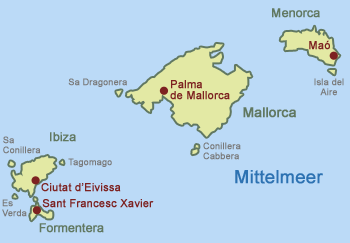 Menorca
Maó
Isla del
Aire
Sa Dragonera
Palma
de Mallorca
Mallorca
Conillera
Cabbera
Sa
Conillera
Ibiza
Tagomago
Mittelmeer
Ciutat d'Eivissa
Es
Verda
Sant Francesc Xavier
Formentera